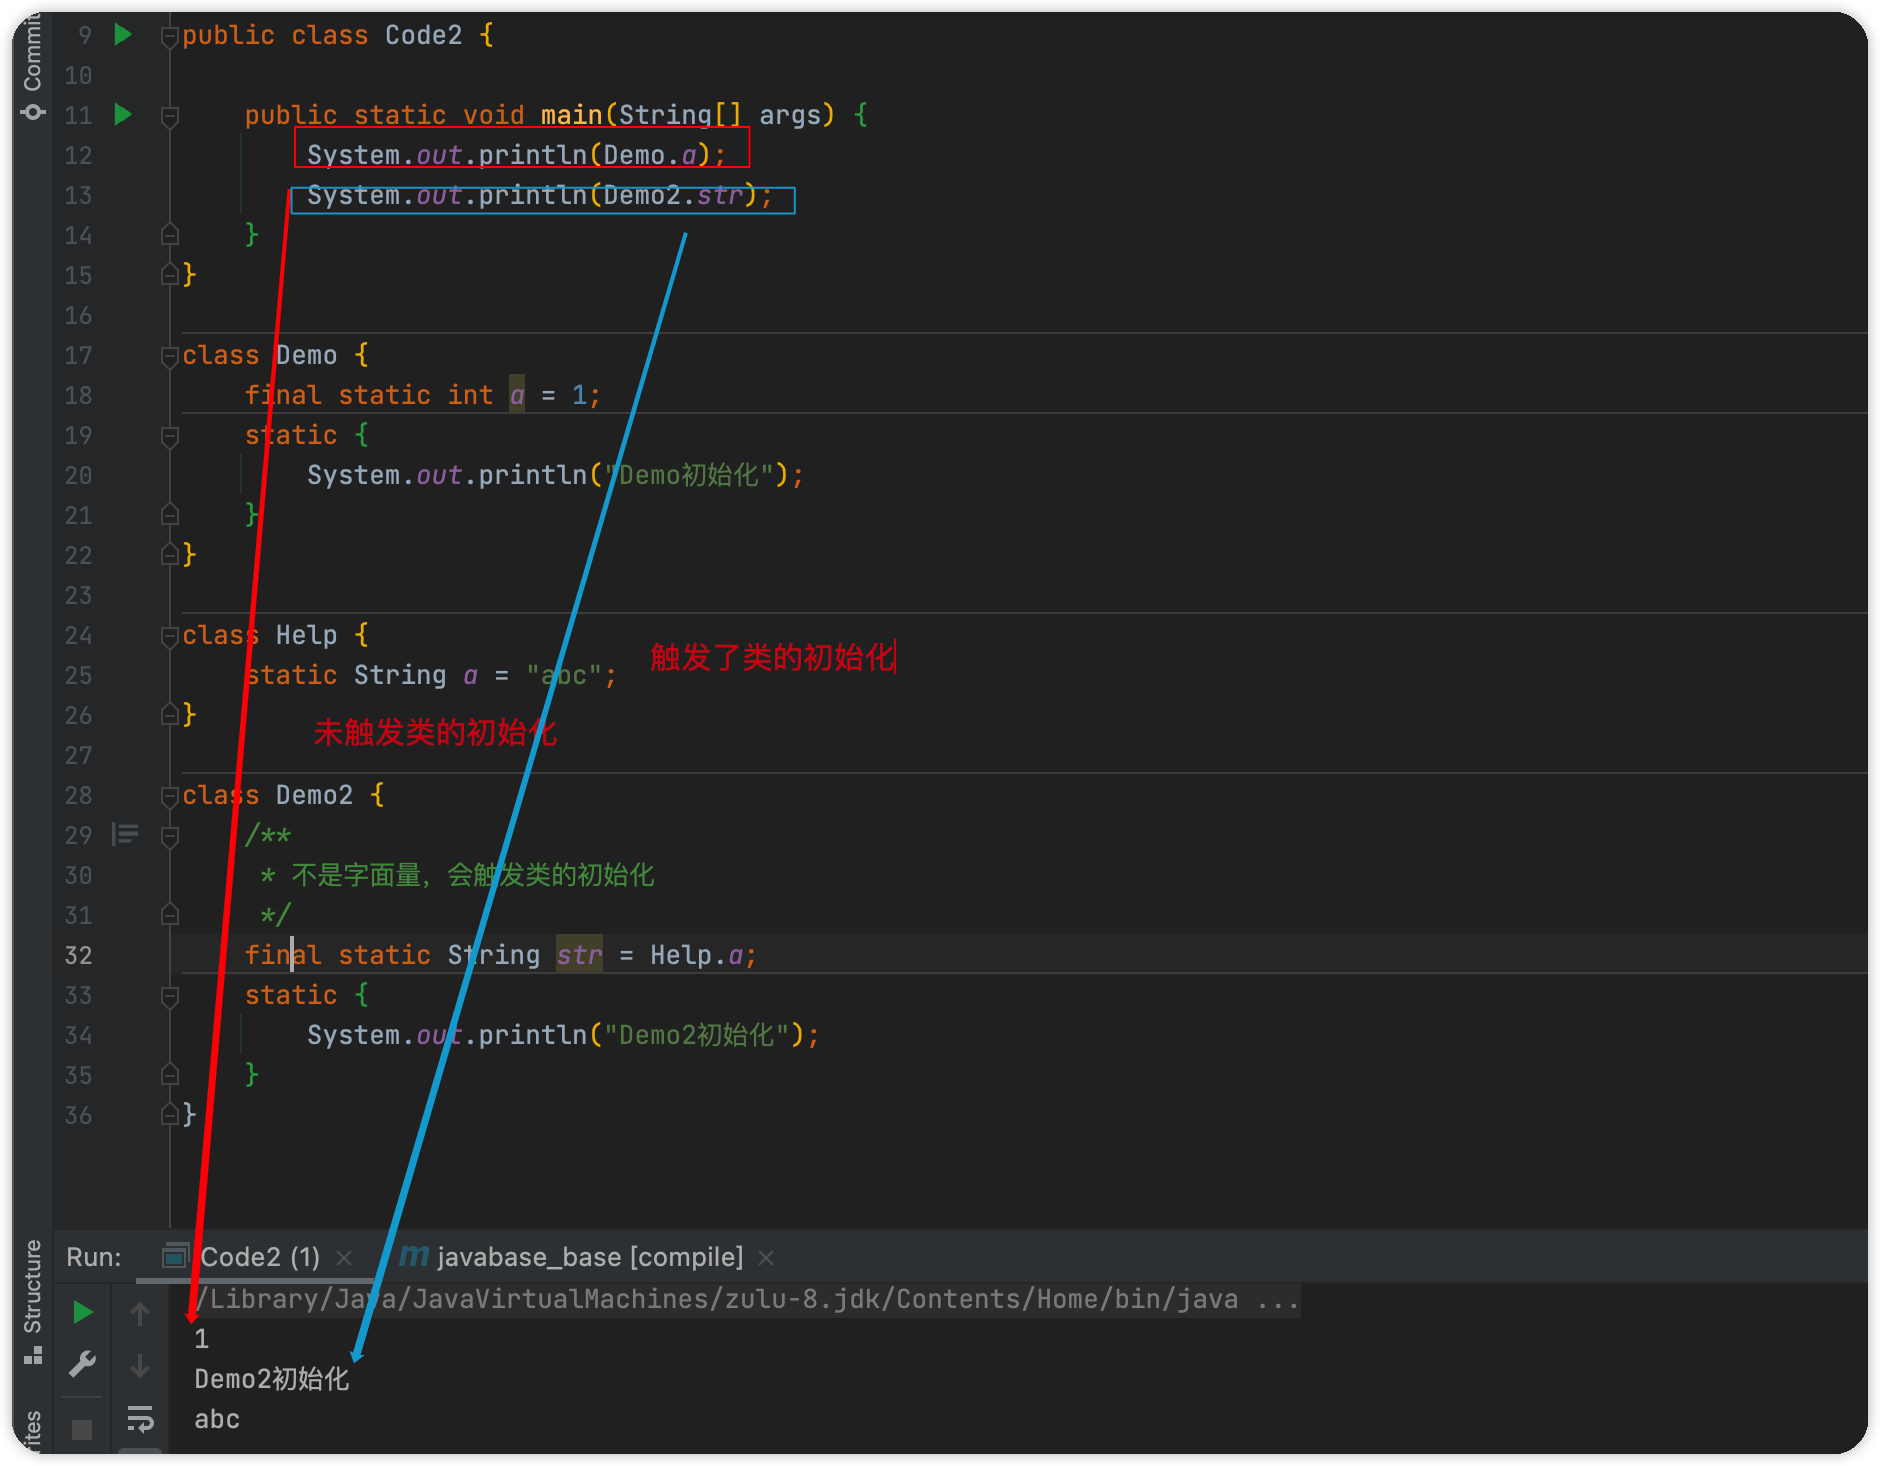 Commit
9 public class Code2 {
10
11 public static void main(String[] args) {
12 System.out.println(Demo.a);
13 System.out.println(Demo2.str);
14 }
15 }
16
17 class Demo {
18 final static int a = 1;
19 static {
20 System.out.println("Demo初始化");
21 }
22 }
23
24 class Help {
触发了类的初始化
25 static String a = "abc";
26 }
未触发类的初始化
27
28 class Demo2 {
29 /**
30 * 不是字面量，会触发类的初始化
31 */
32 final static String str = Help.a;
33 static {
34 System.out.println("Demo2初始化");
35 }
36 }
Structure
Run: Code2 (1) × m javabase_base [compile] ×
/Library/Java/JavaVirtualMachines/zulu-8.jdk/Contents/Home/bin/java ...
1
Demo2初始化
abc